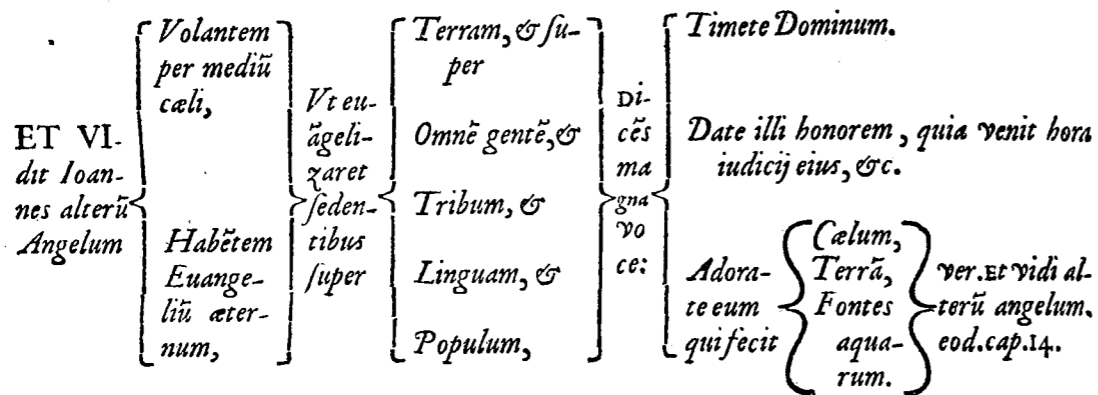 ET VI-
dit Ioan-
nes alterũ
Angelum
Volantem
per mediũ
cæli,
Habẽtem
Euange-
liũ æter-
num,
Vt eu-
ãgeli-
zaret
ſeden-
tibus
ſuper
Terram, & ſu-
per
Omnẽ gentẽ, &
Tribum, &
Linguam, &
Populum,
Di-
cẽs
ma
gna
vo
ce:
Timete Dominum.
Date illi honorem, quia venit hora
iudicij eius, &c.
Adora-
te eum
qui fecit
Cælum,
Terrã,
Fontes
aqua-
rum.
ver. Et vidi al-
terũ angelum.
eod. cap. 14.